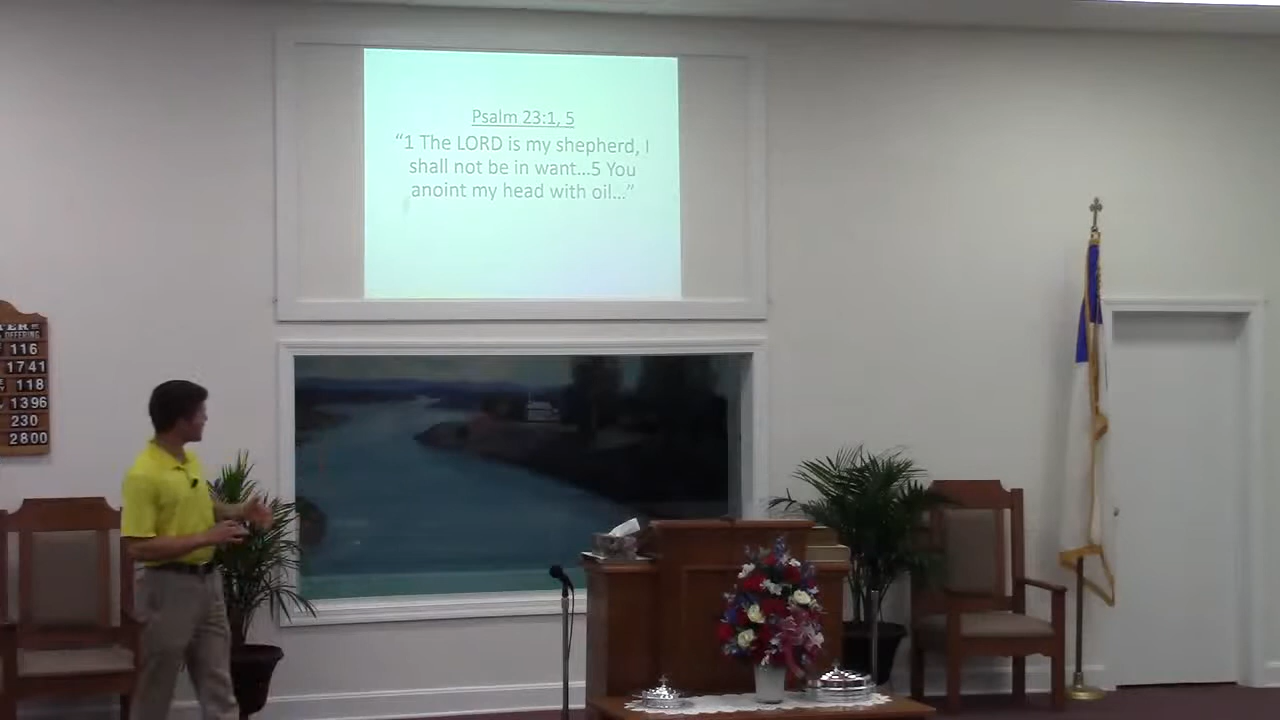 Psalm 23:1, 5
“1 The LORD is my shepherd, I
shall not be in want...5 You
anoint my head with oil...”
OFFERING
116
1741
118
1396
230
2800